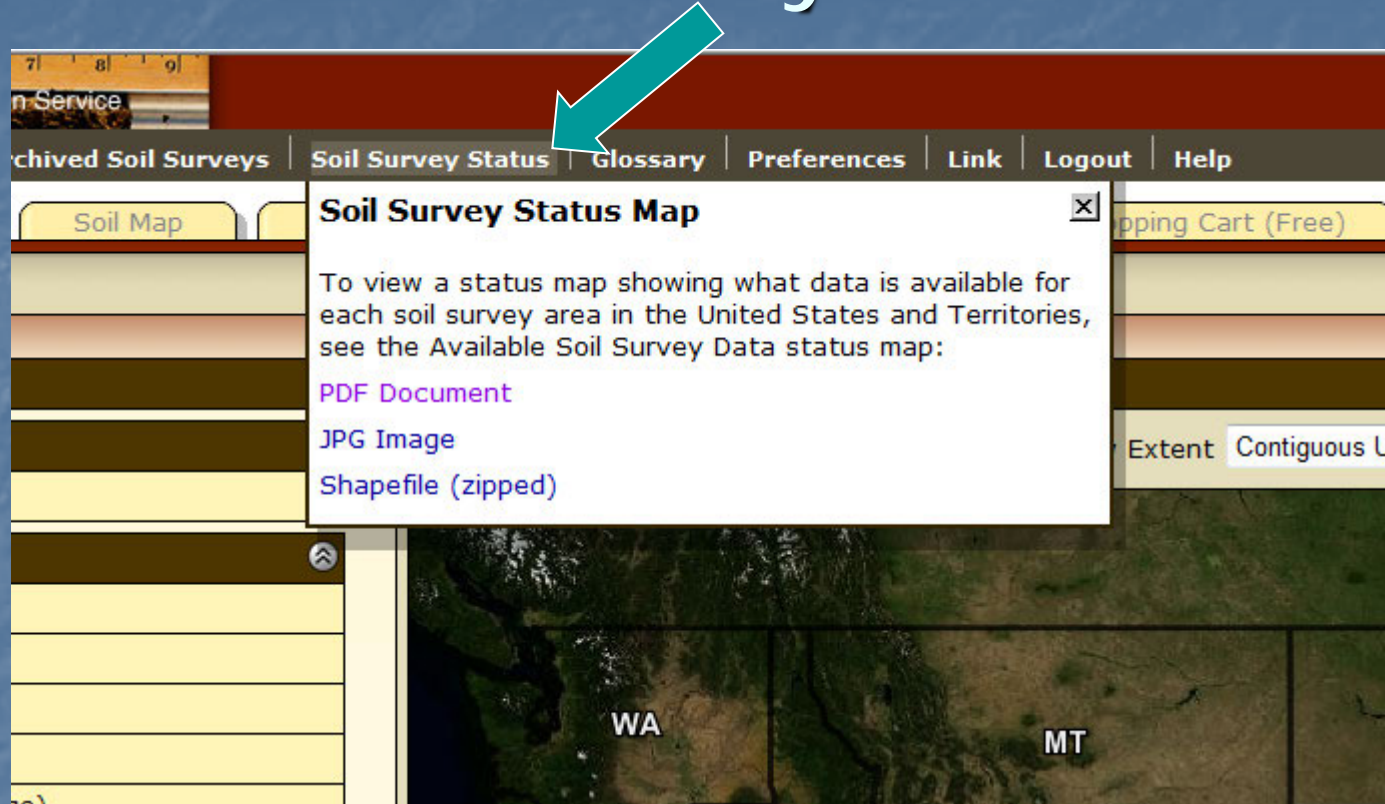 7 8 9
n Service
chived Soil Surveys Soil Survey Status Glossary Preferences Link Logout Help
Soil Map
pping Cart (Free)
Soil Survey Status Map
To view a status map showing what data is available for
each soil survey area in the United States and Territories,
see the Available Soil Survey Data status map:
PDF Document
JPG Image
Shapefile (zipped)
Extent Contiguous U
WA
MT